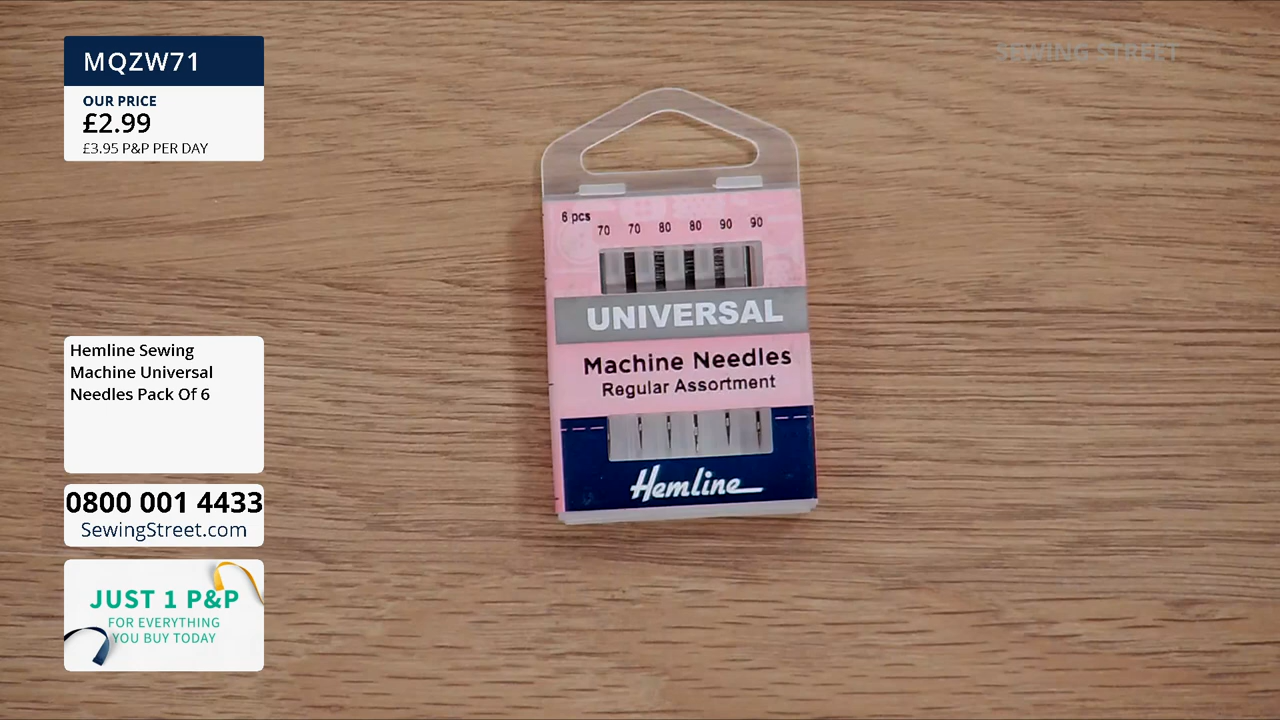 MQZW71
OUR PRICE
£2.99
£3.95 P&P PER DAY
SEWING STREET
6 pcs
70 70 80 80 90 90
UNIVERSAL
Machine Needles
Regular Assortment
Hemline
Hemline Sewing
Machine Universal
Needles Pack Of 6
0800 001 4433
SewingStreet.com
JUST 1 P&P
FOR EVERYTHING
YOU BUY TODAY